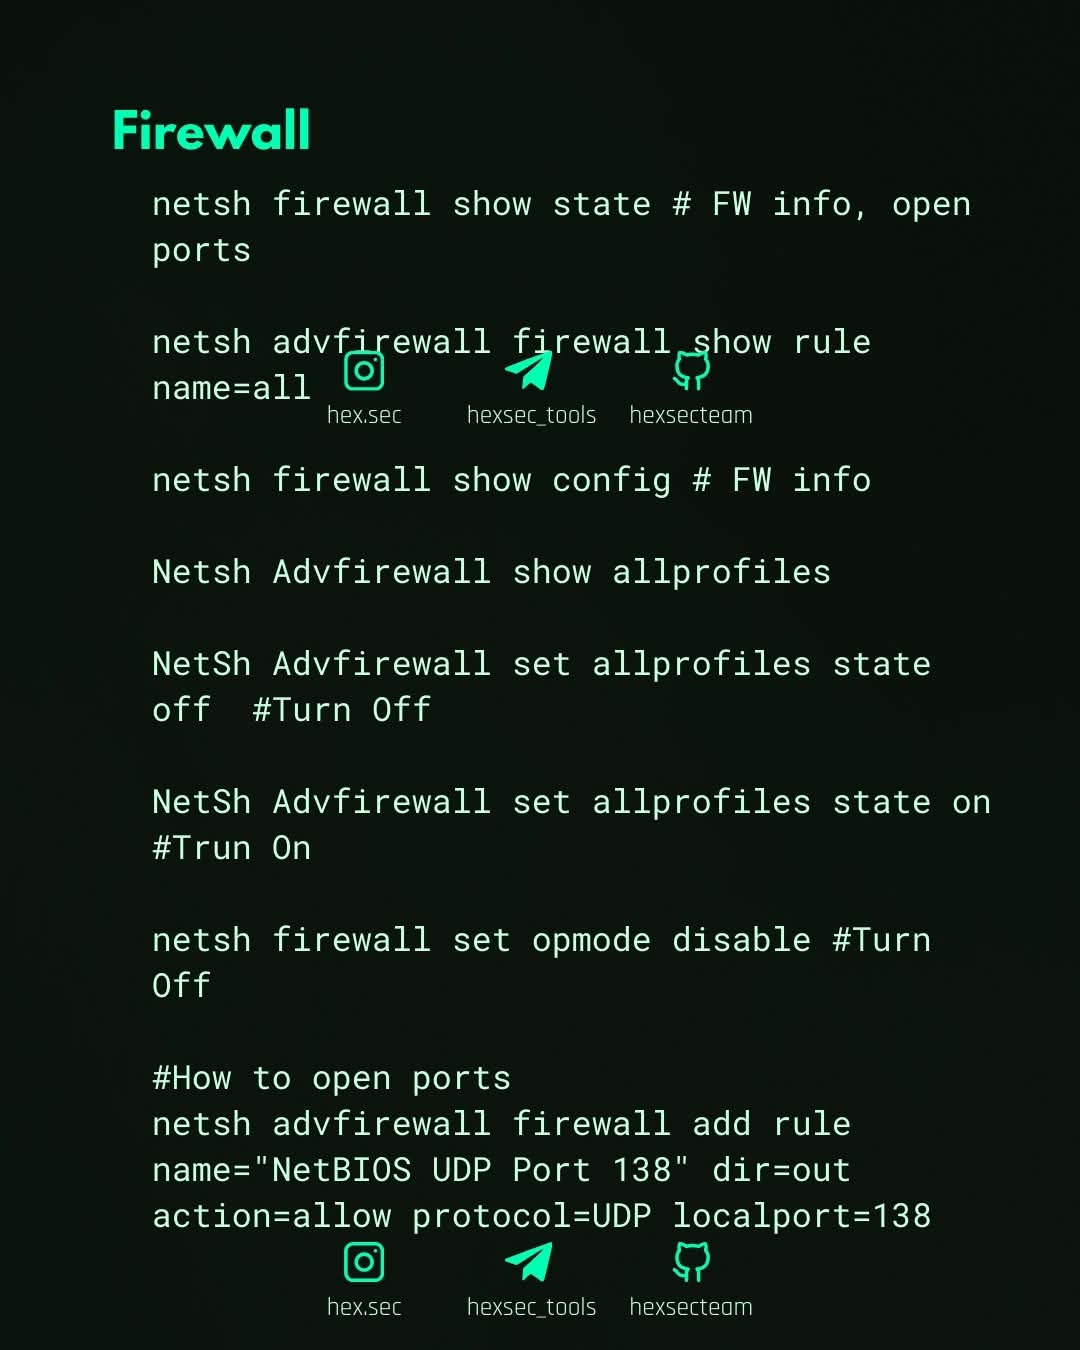 Firewall
netsh firewall show state # FW info, open
ports
netsh advfirewall firewall show rule
name=all
hex.sec hexsec_tools hexsecteam
netsh firewall show config # FW info
Netsh Advfirewall show allprofiles
NetSh Advfirewall set allprofiles state
off  #Turn Off
NetSh Advfirewall set allprofiles state on
#Trun On
netsh firewall set opmode disable #Turn
Off
#How to open ports
netsh advfirewall firewall add rule
name="NetBIOS UDP Port 138" dir=out
action=allow protocol=UDP localport=138
hex.sec hexsec_tools hexsecteam